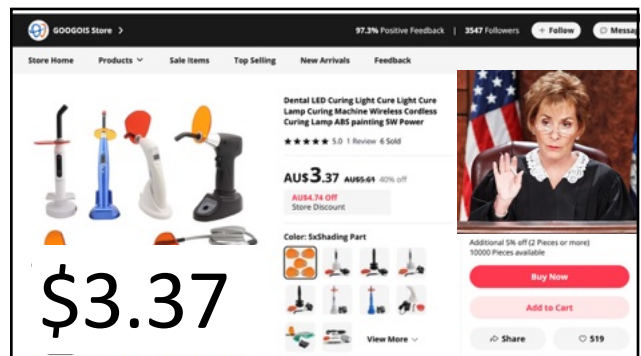 GOOGOIS Store >
97.3% Positive Feedback | 3547 Followers
+ Follow
Store Home Products Sale Items Top Selling New Arrivals Feedback
Dental LED Curing Light Cure Light Cure
Lamp Curing Machine Wireless Cordless
Curing Lamp ABS painting 5W Power
★★★★★ 5.0 1 Review 6 Sold
AU$3.37 AU$5.61 40% off
AU$4.74 Off
Store Discount
Color: 5xShading Part
View More
$3.37
Additional 5% off (2 Pieces or more)
10000 Pieces available
Buy Now
Add to Cart
Share
519